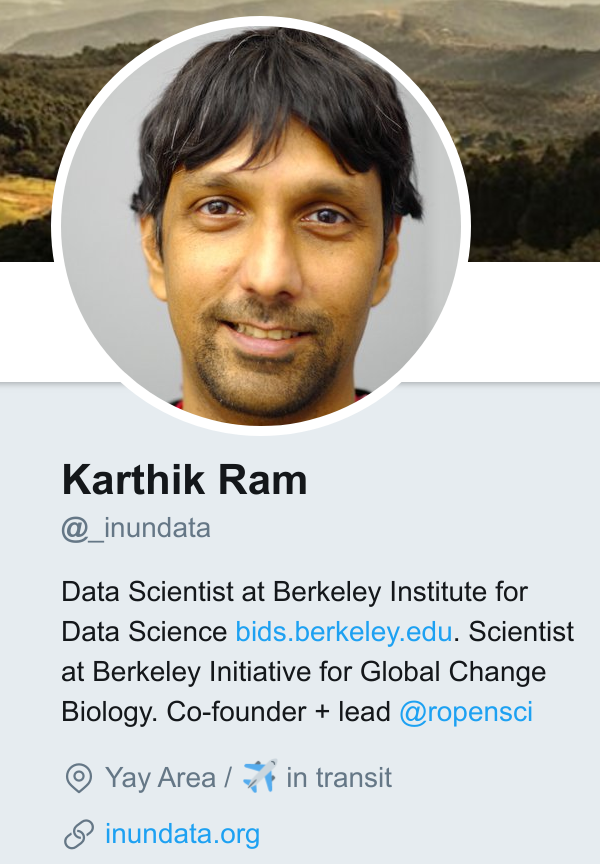 Karthik Ram
@_inundata
Data Scientist at Berkeley Institute for
Data Science bids.berkeley.edu. Scientist
at Berkeley Initiative for Global Change
Biology. Co-founder + lead @ropensci
Yay Area / ✈️ in transit
inundata.org